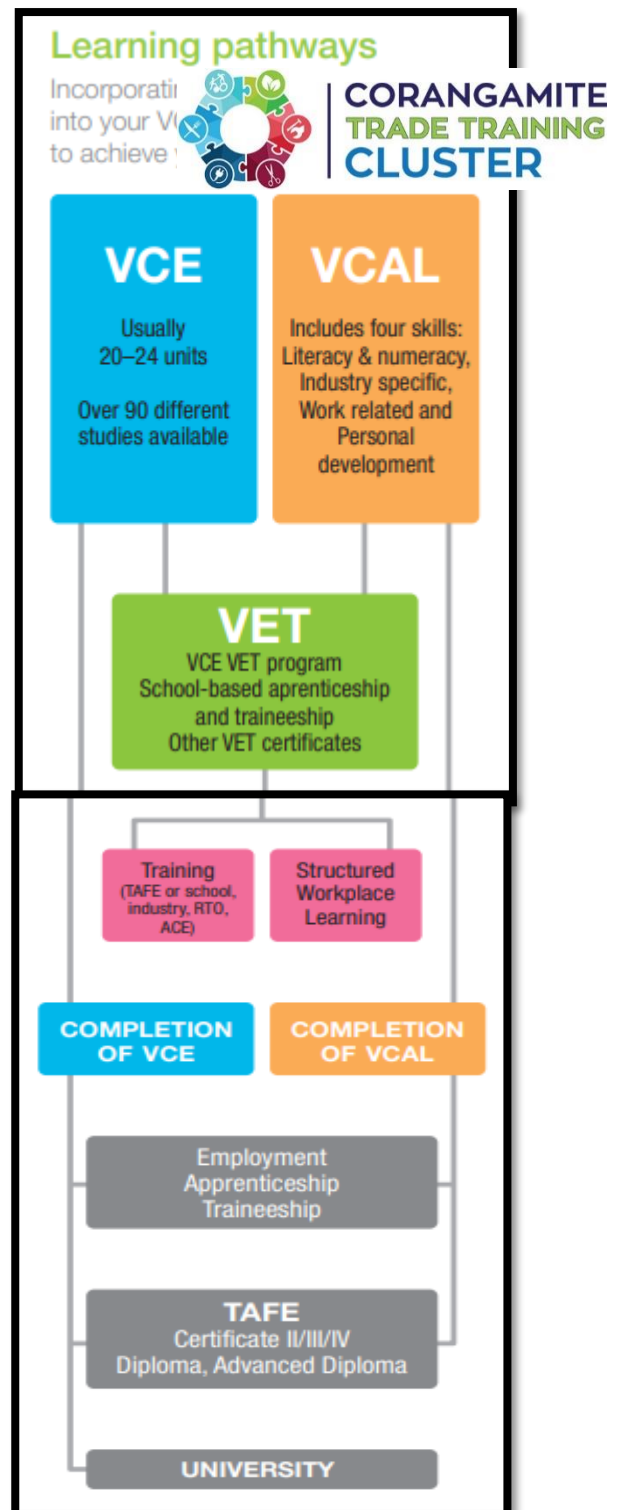 Learning pathways
Incorporati
into your
to achieve
CORANGAMITE
TRADE TRAINING
CLUSTER
VCE
Usually
20–24 units
Over 90 different
studies available
VCAL
Includes four skills:
Literacy & numeracy,
Industry specific,
Work related and
Personal
development
VET
VCE VET program
School-based aprenticeship
and traineeship
Other VET certificates
Training
(TAFE or school,
industry, RTO,
ACE)
Structured
Workplace
Learning
COMPLETION
OF VCE
COMPLETION
OF VCAL
Employment
Apprenticeship
Traineeship
TAFE
Certificate II/III/IV
Diploma, Advanced Diploma
UNIVERSITY